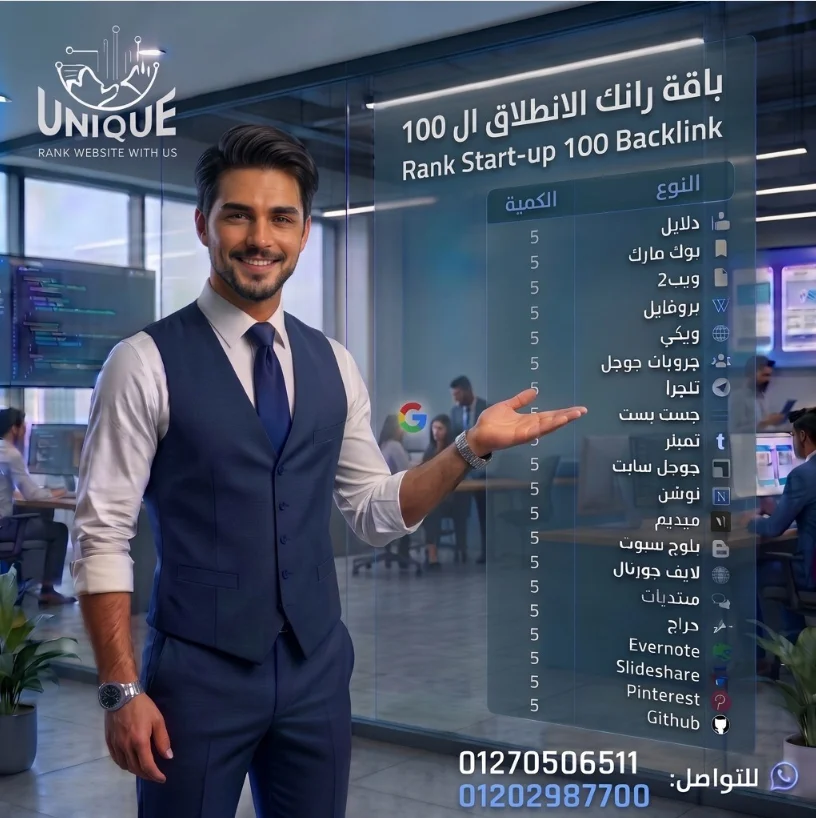 UNIQUE
RANK WEBSITE WITH US
باقة رانك الانطلاق ال 100
Rank Start-up 100 Backlink
النوع الكمية
دلايل 5
بوك مارك 5
ويب2 5
بروفايل 5
ويكي 5
جروبات جوجل 5
تلجرا 5
جست بست 5
تمبلر 5
جوجل سايت 5
نوشن 5
ميديم 5
بلوج سبوت 5
لايف جورنال 5
منتديات 5
حراج 5
Evernote 5
Slideshare 5
Pinterest 5
Github 5
للتواصل: 01270506511
01202987700